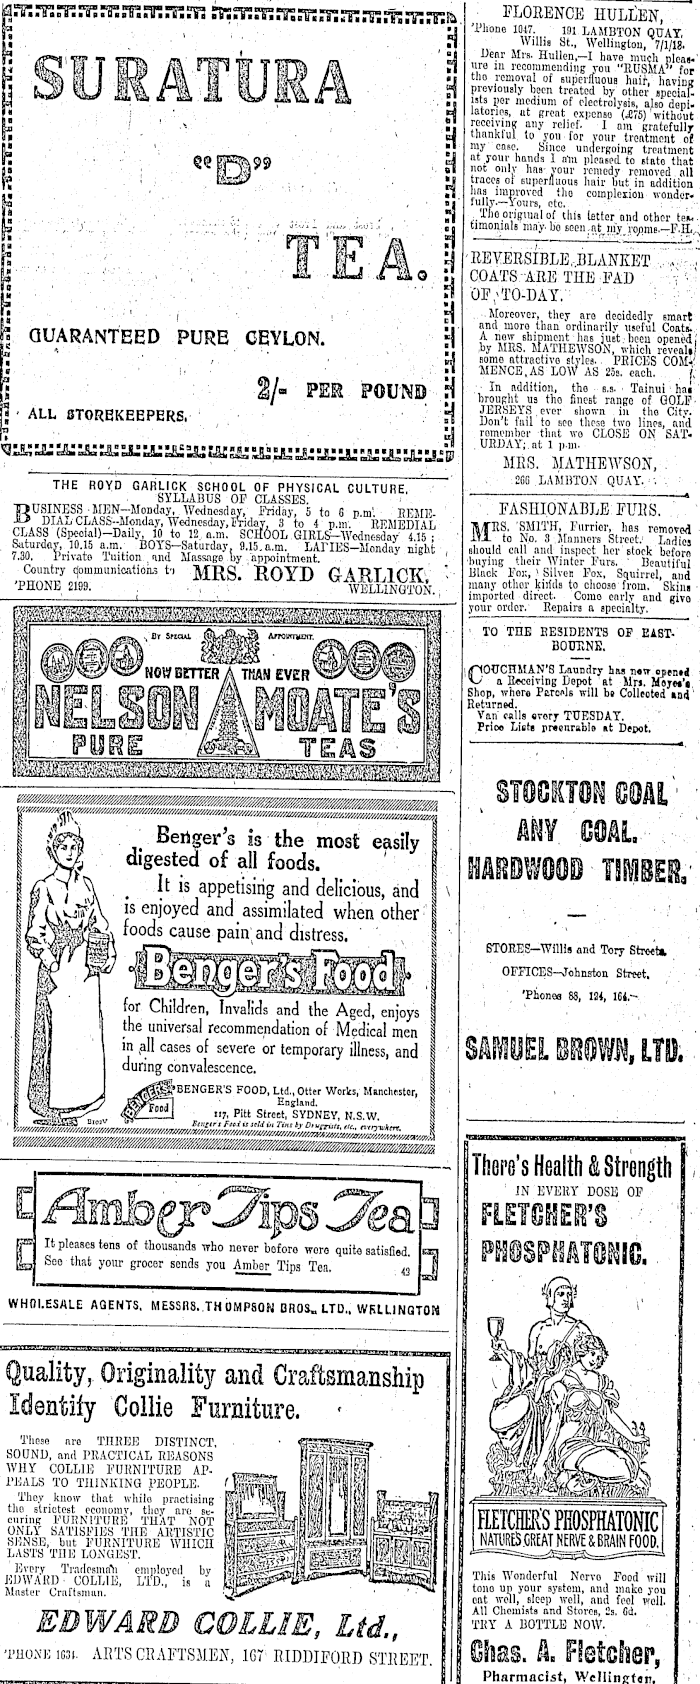 SURATURA
"D"
TEA.
GUARANTEED PURE CEYLON.
2/- PER POUND
ALL STOREKEEPERS.
THE ROYD GARLICK SCHOOL OF PHYSICAL CULTURE.
SYLLABUS OF CLASSES.
BUSINESS MEN—Monday, Wednesday, Friday, 5 to 6 p.m. REME-
DIAL CLASS—Monday, Wednesday, Friday, 3 to 4 p.m. REMEDIAL
CLASS (Special)—Daily, 10 to 12 a.m. SCHOOL GIRLS—Wednesday 4.15;
Saturday, 10.15 a.m. BOYS—Saturday, 9.15 a.m. LADIES—Monday night
7.30. Private Tuition and Massage by appointment.
Country communications to MRS. ROYD GARLICK,
'PHONE 2199. WELLINGTON.
By Special Appointment.
NOW BETTER THAN EVER
NELSON MOATE'S
PURE TEAS
Benger's is the most easily
digested of all foods.
It is appetising and delicious, and
is enjoyed and assimilated when other
foods cause pain and distress.
Benger's Food
for Children, Invalids and the Aged, enjoys
the universal recommendation of Medical men
in all cases of severe or temporary illness, and
during convalescence.
BENGER'S Food
BENGER'S FOOD, Ltd., Otter Works, Manchester,
England.
117, Pitt Street, SYDNEY, N.S.W.
Benger's Food is sold in Tins by Druggists, etc., everywhere.
Amber Tips Tea
It pleases tens of thousands who never before were quite satisfied.
See that your grocer sends you Amber Tips Tea. 43
WHOLESALE AGENTS, MESSRS. THOMPSON BROS., LTD., WELLINGTON
Quality, Originality and Craftsmanship
Identify Collie Furniture.
These are THREE DISTINCT,
SOUND, and PRACTICAL REASONS
WHY COLLIE FURNITURE AP-
PEALS TO THINKING PEOPLE.
They know that while practising
the strictest economy, they are se-
curing FURNITURE THAT NOT
ONLY SATISFIES THE ARTISTIC
SENSE, but FURNITURE WHICH
LASTS THE LONGEST.
Every Tradesman employed by
EDWARD COLLIE, LTD., is a
Master Craftsman.
EDWARD COLLIE, Ltd.,
'PHONE 1634. ARTS CRAFTSMEN, 167 RIDDIFORD STREET.
FLORENCE HULLEN,
'Phone 1047. 191 LAMBTON QUAY.
Willis St., Wellington, 7/1/18.
Dear Mrs. Hullen,—I have much pleas-
ure in recommending you "RUSMA" for
the removal of superfluous hair, having
previously been treated by other special-
ists per medium of electrolysis, also depi-
latories, at great expense (£75) without
receiving any relief. I am gratefully
thankful to you for your treatment of
my case. Since undergoing treatment
at your hands I am pleased to state that
not only has your remedy removed all
traces of superfluous hair but in addition
has improved the complexion wonder-
fully.—Yours, etc.
The original of this letter and other tes-
timonials may be seen at my rooms.—F.H.
REVERSIBLE BLANKET
COATS ARE THE FAD
OF TO-DAY.
Moreover, they are decidedly smart
and more than ordinarily useful Coats.
A new shipment has just been opened
by MRS. MATHEWSON, which reveals
some attractive styles. PRICES COM-
MENCE AS LOW AS 25s. each.
In addition, the s.s. Tainui has
brought us the finest range of GOLF
JERSEYS ever shown in the City.
Don't fail to see these two lines, and
remember that we CLOSE ON SAT-
URDAY, at 1 p.m.
MRS. MATHEWSON,
266 LAMBTON QUAY.
FASHIONABLE FURS.
MRS. SMITH, Furrier, has removed
to No. 3 Manners Street. Ladies
should call and inspect her stock before
buying their Winter Furs. Beautiful
Black Fox, Silver Fox, Squirrel, and
many other kinds to choose from. Skins
imported direct. Come early and give
your order. Repairs a specialty.
TO THE RESIDENTS OF EAST-
BOURNE.
COUCHMAN'S Laundry has now opened
a Receiving Depot at Mrs. Moyes's
Shop, where Parcels will be Collected and
Returned.
Van calls every TUESDAY.
Price Lists procurable at Depot.
STOCKTON COAL
ANY COAL.
HARDWOOD TIMBER.
STORES—Willis and Tory Streets.
OFFICES—Johnston Street.
'Phones 88, 124, 164.
SAMUEL BROWN, LTD.
There's Health & Strength
IN EVERY DOSE OF
FLETCHER'S
PHOSPHATONIC.
FLETCHER'S PHOSPHATONIC
NATURES GREAT NERVE & BRAIN FOOD.
This Wonderful Nerve Food will
tone up your system, and make you
eat well, sleep well, and feel well.
All Chemists and Stores, 2s. 6d.
TRY A BOTTLE NOW.
Chas. A. Fletcher,
Pharmacist, Wellington.